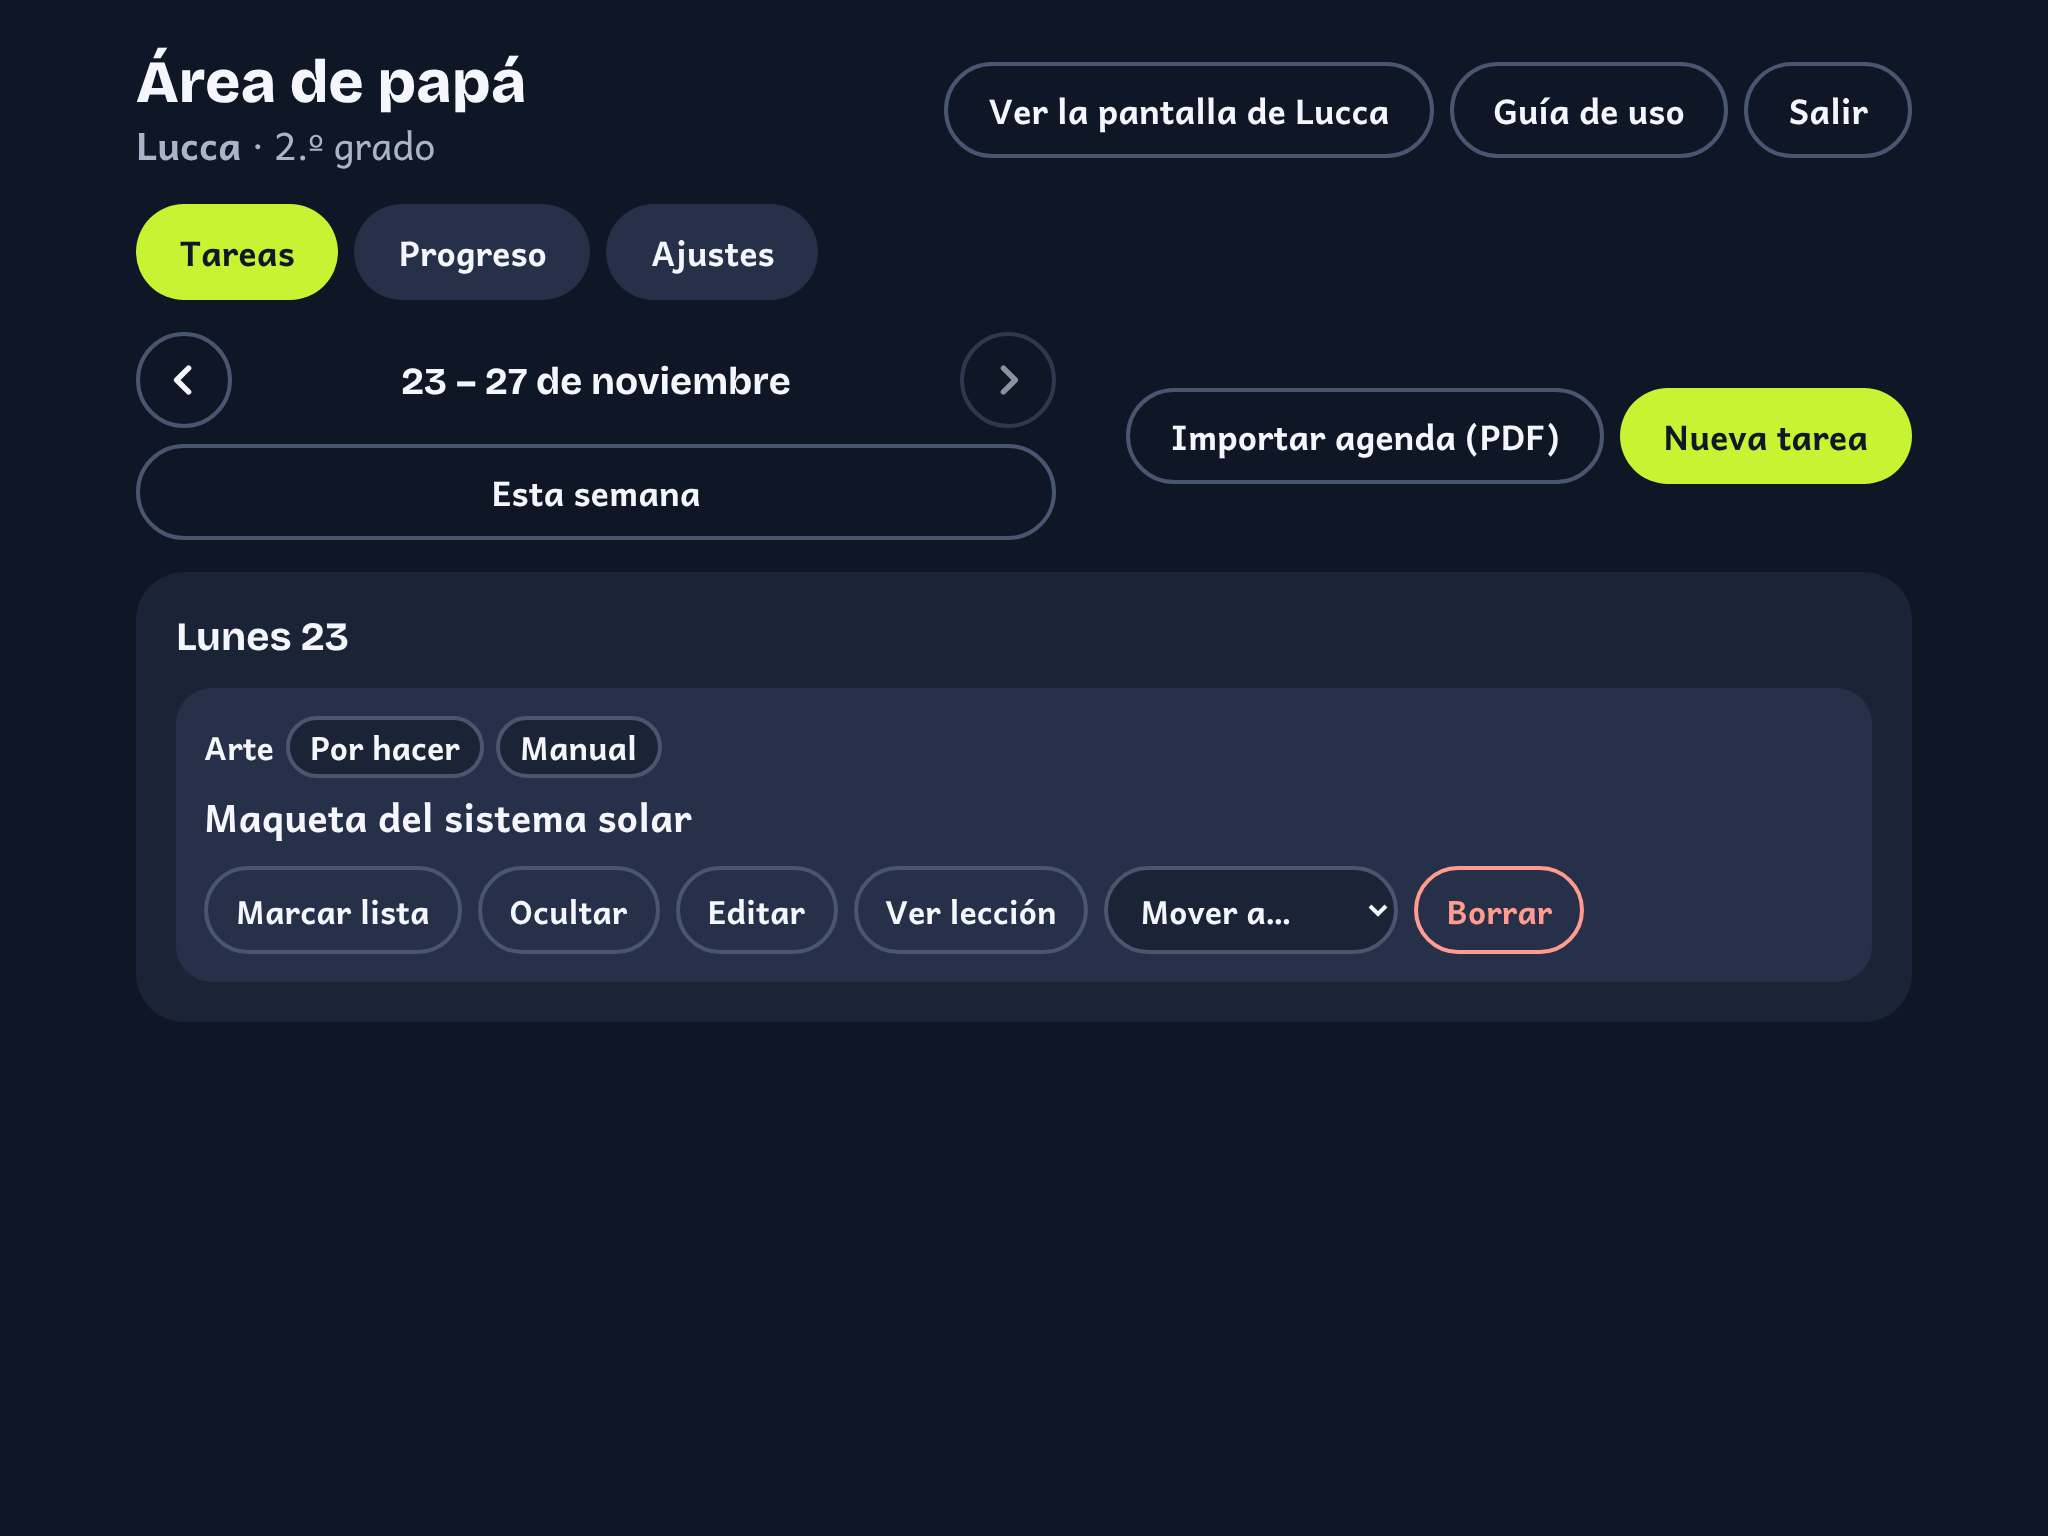 Área de papá
Lucca · 2.º grado
Ver la pantalla de Lucca
Guía de uso
Salir
Tareas
Progreso
Ajustes
23 – 27 de noviembre
Esta semana
Importar agenda (PDF)
Nueva tarea
Lunes 23
Arte
Por hacer
Manual
Maqueta del sistema solar
Marcar lista
Ocultar
Editar
Ver lección
Mover a...
Borrar